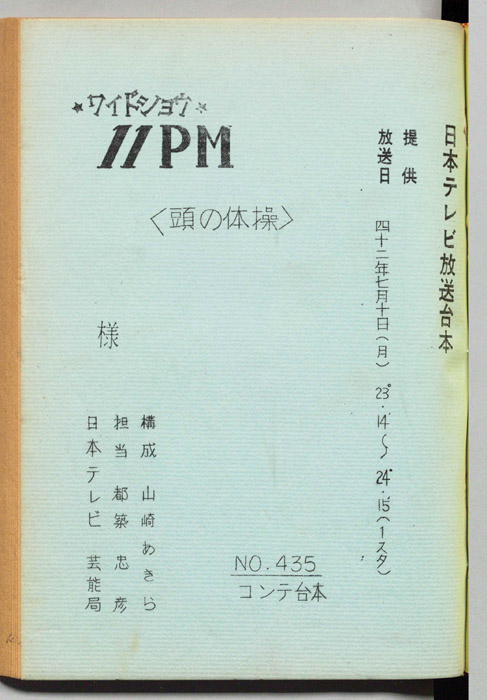 日本テレビ放送台本
提供
放送日 四十二年七月十日(月) 23°・14'〜24°・15'(1スタ)
ワイドショウ
11PM
〈頭の体操〉
様
構成 山崎あきら
担当 都築忠彦
日本テレビ 芸能局
NO.435
コンテ台本